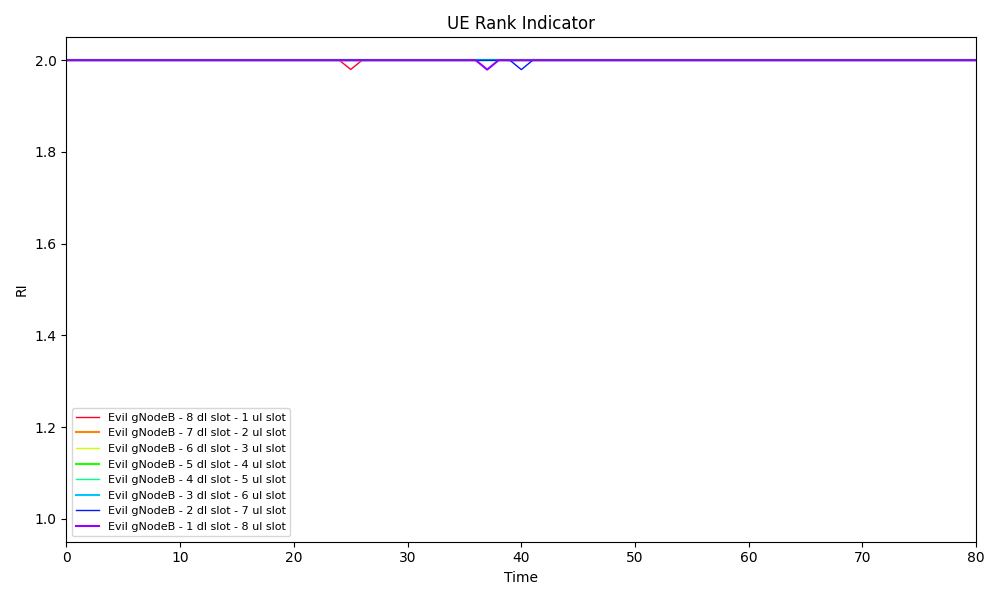 UE Rank Indicator
2.0
1.8
1.6
1.4
1.2
1.0
RI
Evil gNodeB - 8 dl slot - 1 ul slot
Evil gNodeB - 7 dl slot - 2 ul slot
Evil gNodeB - 6 dl slot - 3 ul slot
Evil gNodeB - 5 dl slot - 4 ul slot
Evil gNodeB - 4 dl slot - 5 ul slot
Evil gNodeB - 3 dl slot - 6 ul slot
Evil gNodeB - 2 dl slot - 7 ul slot
Evil gNodeB - 1 dl slot - 8 ul slot
0 10 20 30 40 50 60 70 80
Time